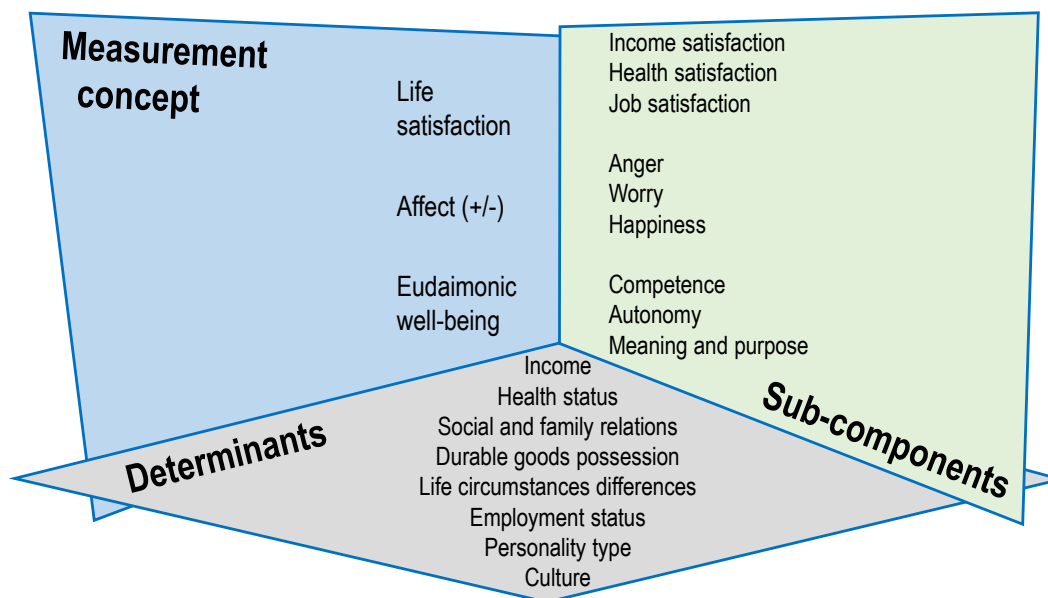 Measurement
concept
Life
satisfaction
Affect (+/-)
Eudaimonic
well-being
Income satisfaction
Health satisfaction
Job satisfaction
Anger
Worry
Happiness
Competence
Autonomy
Meaning and purpose
Sub-components
Determinants
Income
Health status
Social and family relations
Durable goods possession
Life circumstances differences
Employment status
Personality type
Culture